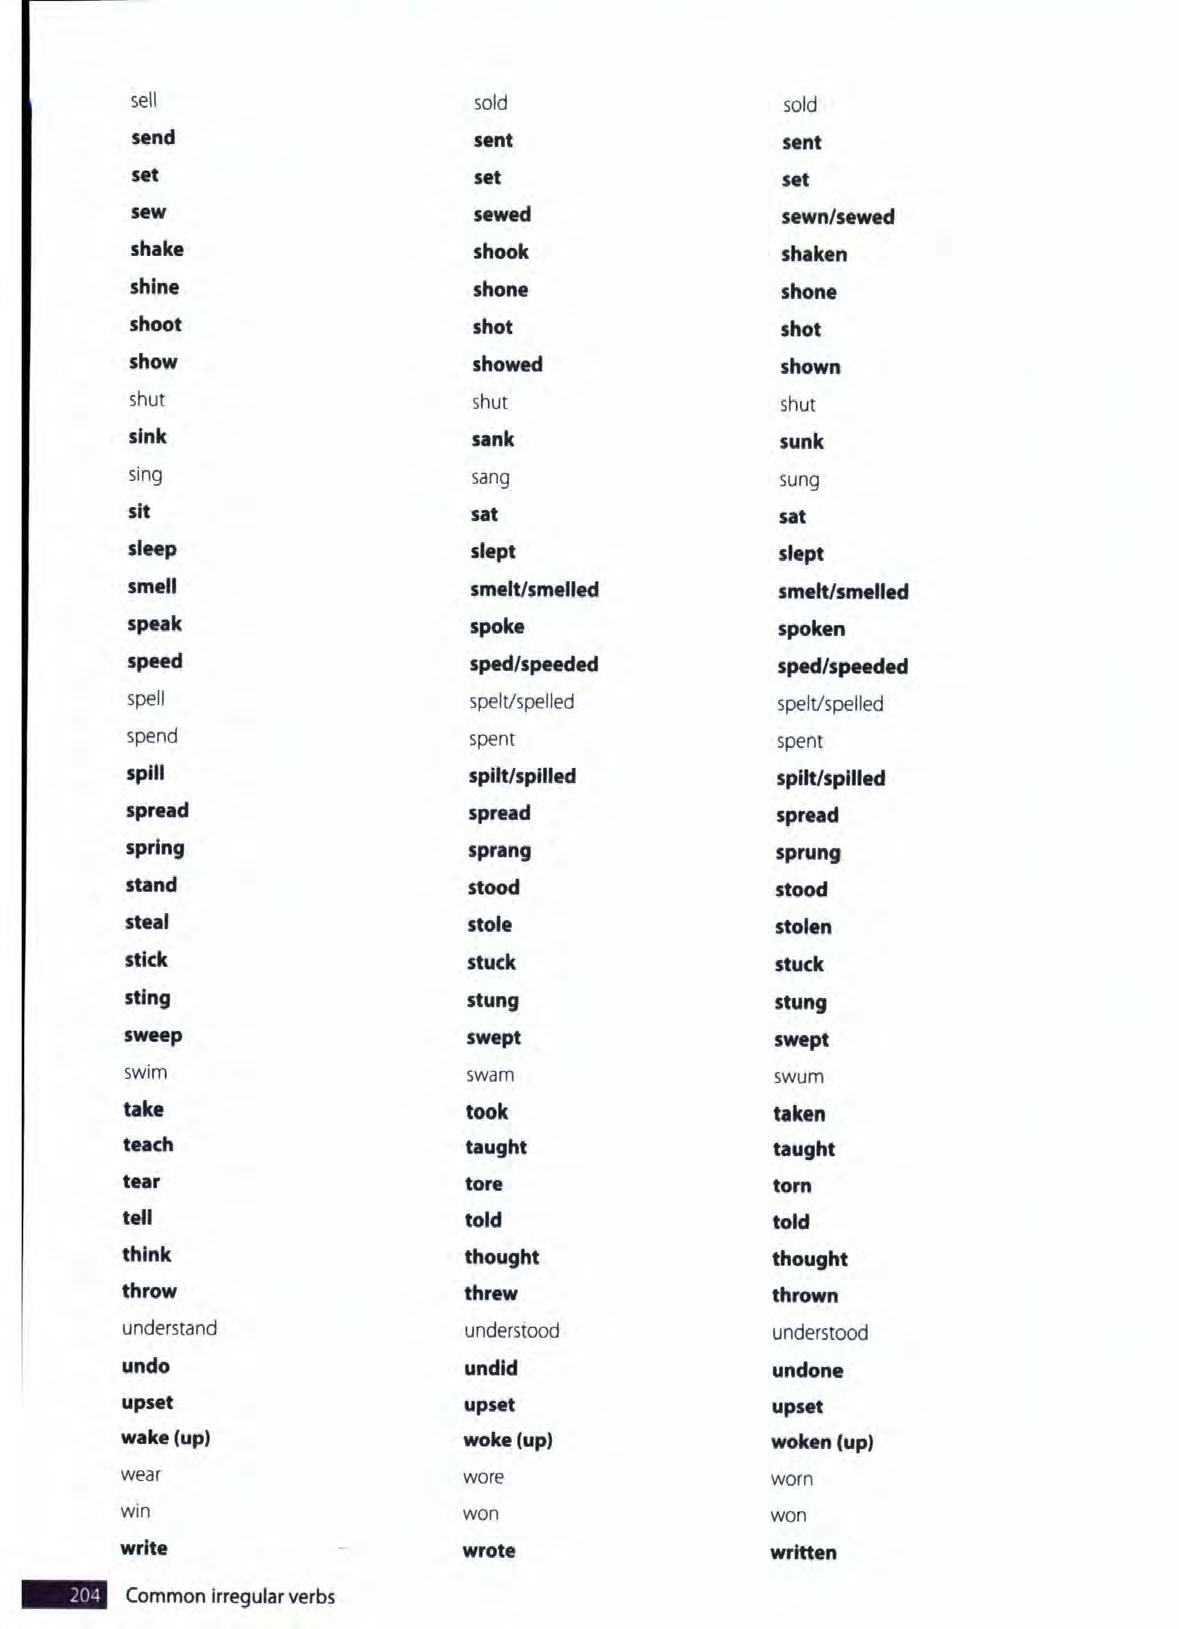 sell sold sold
send sent sent
set set set
sew sewed sewn/sewed
shake shook shaken
shine shone shone
shoot shot shot
show showed shown
shut shut shut
sink sank sunk
sing sang sung
sit sat sat
sleep slept slept
smell smelt/smelled smelt/smelled
speak spoke spoken
speed sped/speeded sped/speeded
spell spelt/spelled spelt/spelled
spend spent spent
spill spilt/spilled spilt/spilled
spread spread spread
spring sprang sprung
stand stood stood
steal stole stolen
stick stuck stuck
sting stung stung
sweep swept swept
swim swam swum
take took taken
teach taught taught
tear tore torn
tell told told
think thought thought
throw threw thrown
understand understood understood
undo undid undone
upset upset upset
wake (up) woke (up) woken (up)
wear wore worn
win won won
write wrote written
204 Common irregular verbs